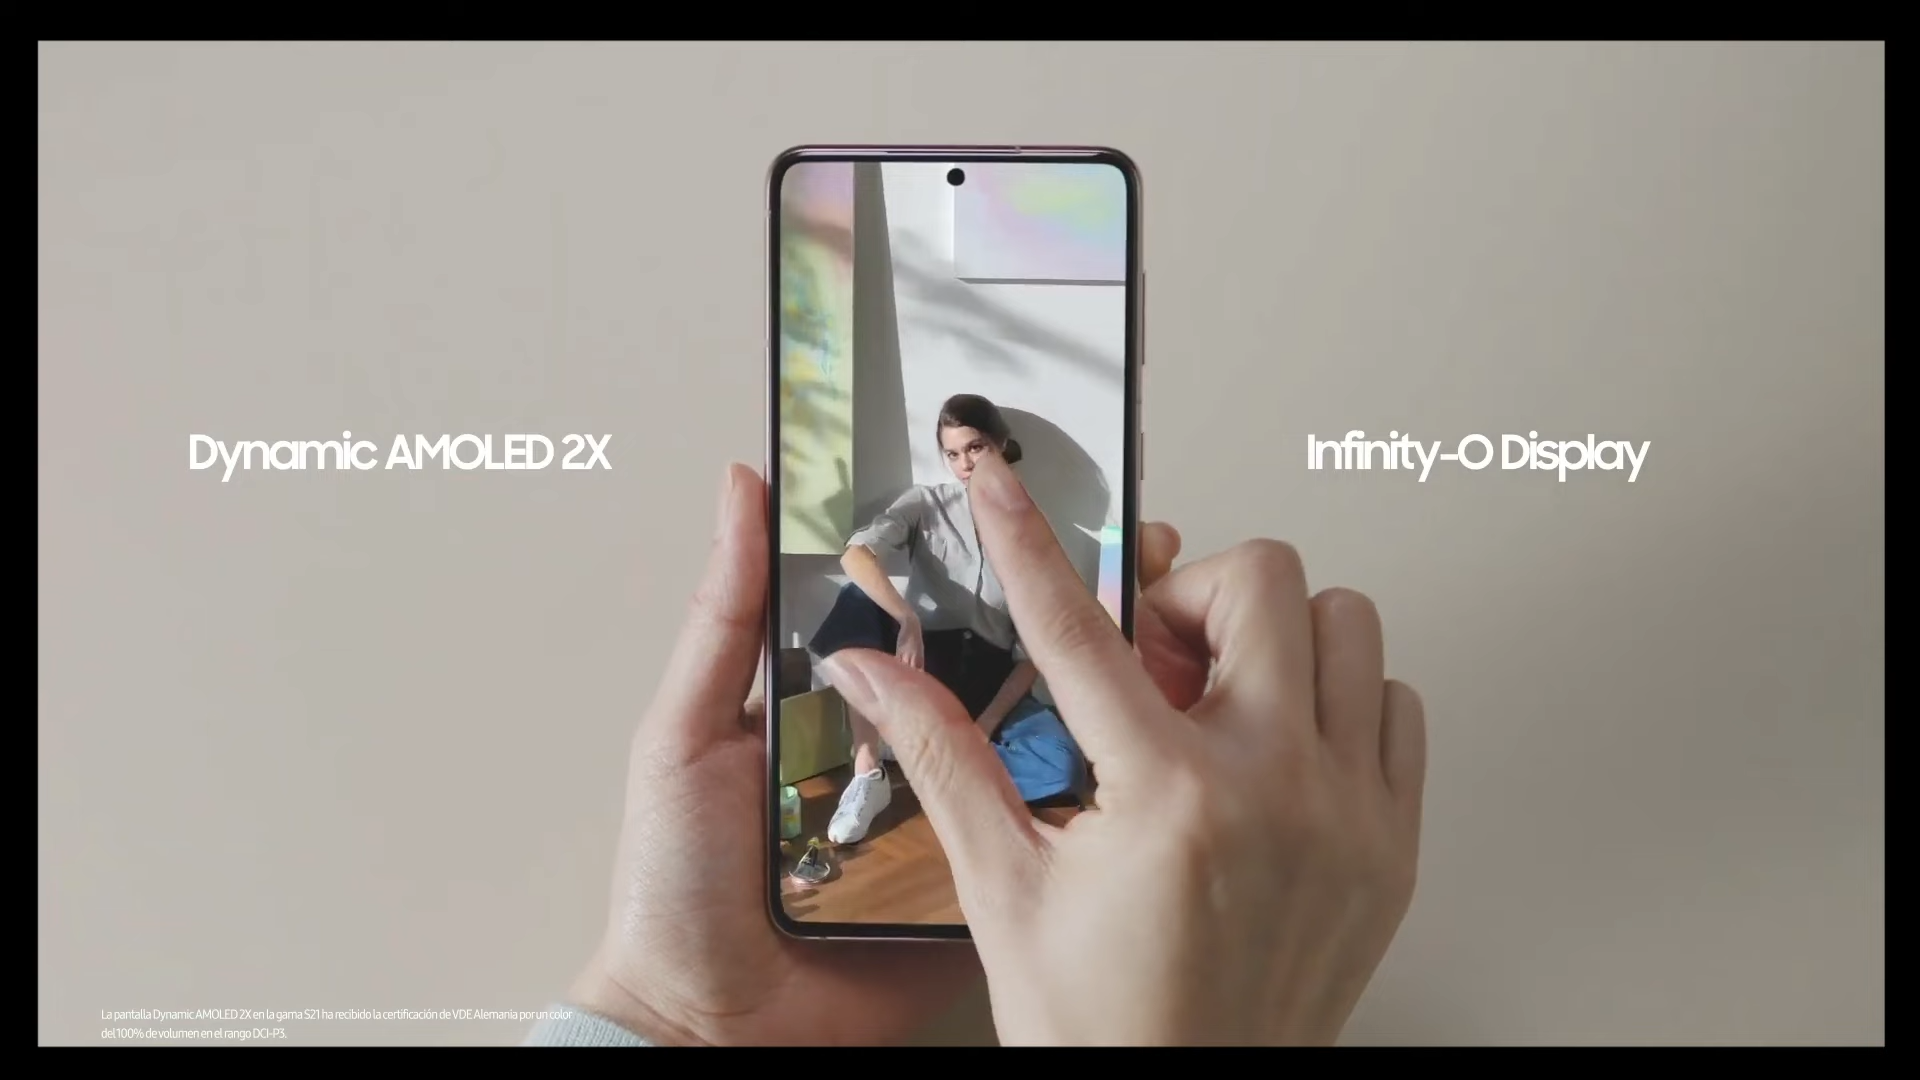 Dynamic AMOLED 2X
Infinity-O Display
La pantalla Dynamic AMOLED 2X en la gama S21 ha recibido la certificación de VDE Alemania por un color
del 100% de volumen en el rango DCI-P3.